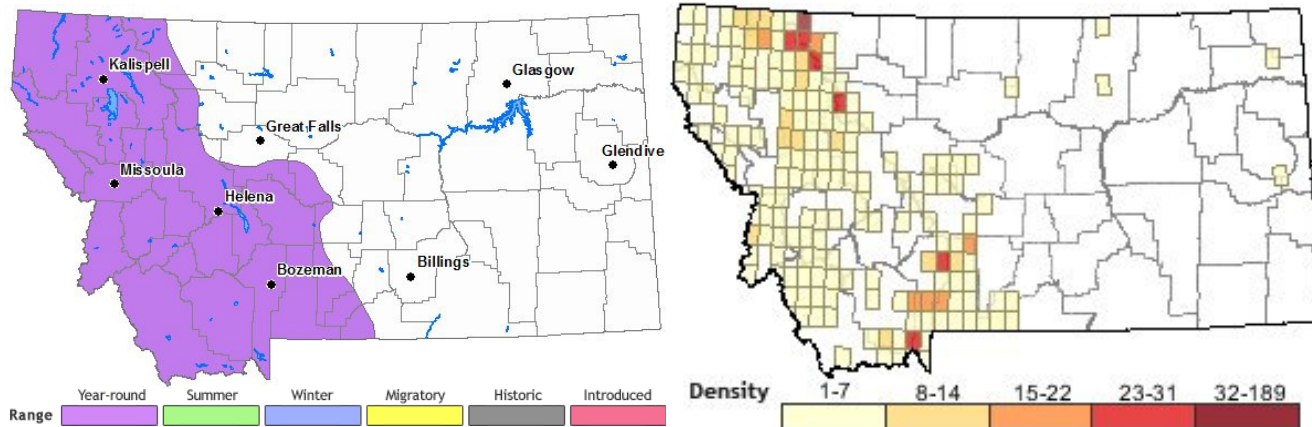 Kalispell
Glasgow
Great Falls
Glendive
Missoula
Helena
Bozeman
Billings
Range Year-round Summer Winter Migratory Historic Introduced
Density 1-7 8-14 15-22 23-31 32-189